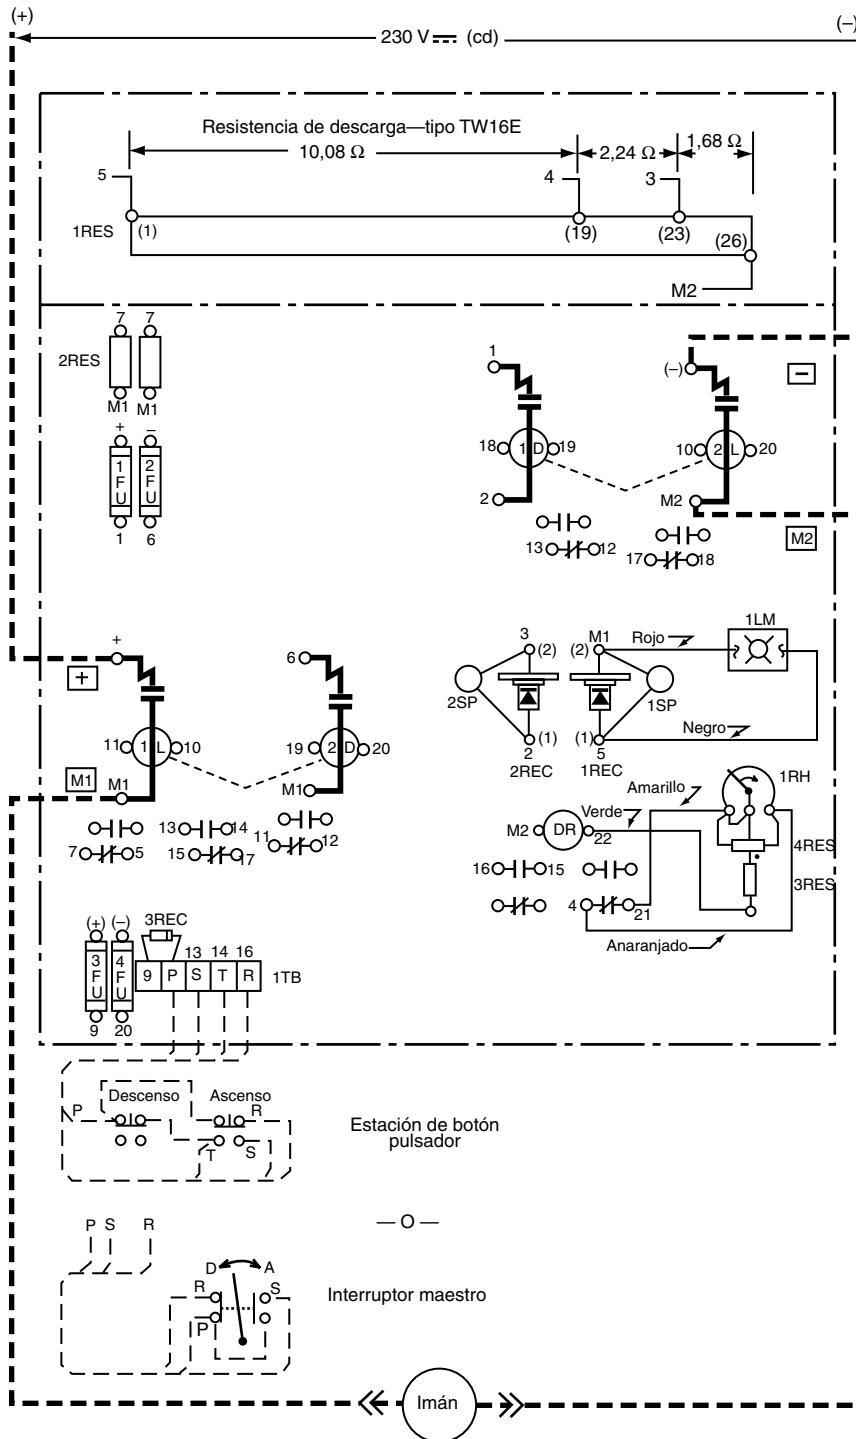 (+) (–)
230 V (cd)
Resistencia de descarga—tipo TW16E
10,08 Ω 2,24 Ω 1,68 Ω
5 4 3
1RES (1) (19) (23) (26)
M2
7 7
2RES
M1 M1
+ –
1FU 2FU
1 6
1 (–) –
18 1 D 19 10 2 L 20
2 M2
M2
13 12 17 18
+ 6
+
11 1 L 10 19 2 D 20
M1 M1 M1
13 14 11 12
7 5 15 17
3 (2) M1 (2) Rojo 1LM
2SP 1SP
Negro
2 (1) (1) 5
2REC 1REC
Amarillo 1RH
Verde
M2 DR 22
4RES
16 15
3RES
4 21
Anaranjado
(+) (–) 3REC
13 14 16
3FU 4FU 9 P S T R 1TB
9 20
Descenso Ascenso
P R
T S
Estación de botón
pulsador
— O —
P S R
D A
R S
P
Interruptor maestro
Imán